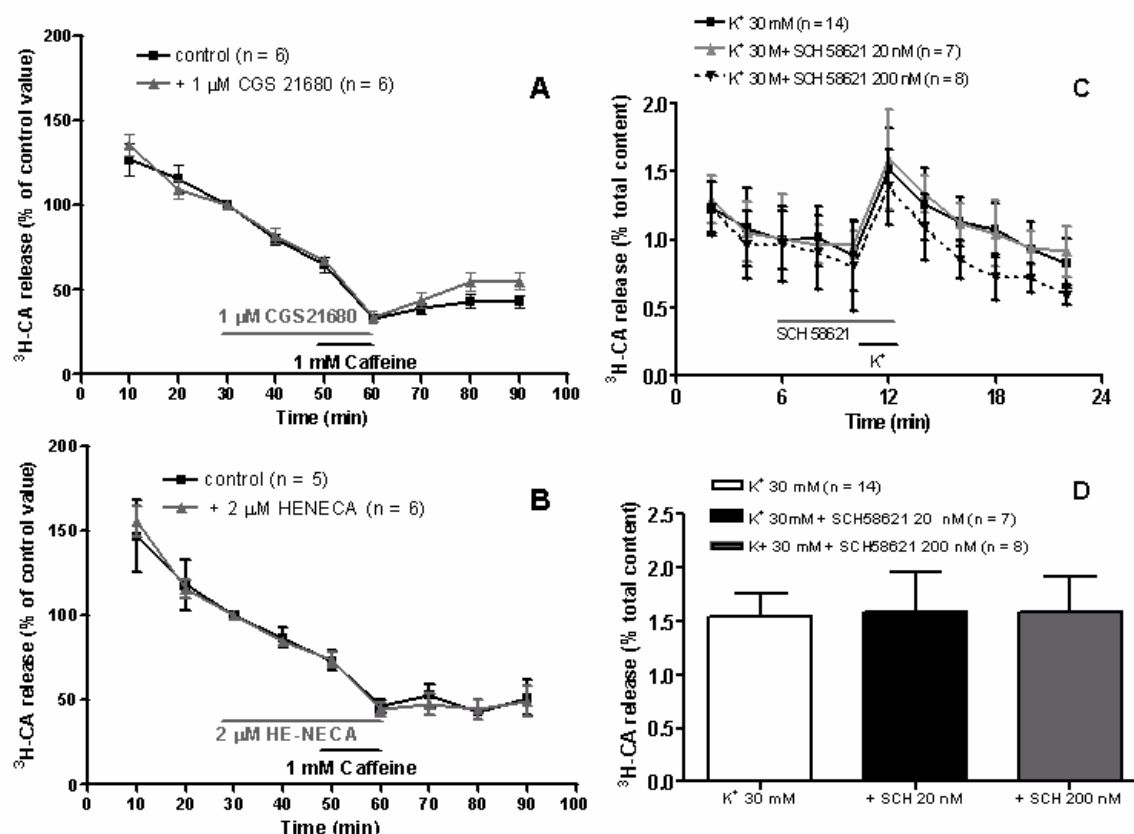 A
control (n = 6)
+ 1 µM CGS 21680 (n = 6)
³H-CA release (% of control value)
200
150
100
50
0
1 µM CGS21680
1 mM Caffeine
0 10 20 30 40 50 60 70 80 90 100
Time (min)
B
control (n = 5)
+ 2 µM HENECA (n = 6)
³H-CA release (% of control value)
200
150
100
50
0
2 µM HE-NECA
1 mM Caffeine
0 10 20 30 40 50 60 70 80 90 100
Time (min)
K⁺ 30 mM (n = 14)
K⁺ 30 M+ SCH 58621 20 nM (n = 7)
K⁺ 30 M+ SCH 58621 200 nM (n = 8)
C
³H-CA release (% total content)
2.0
1.5
1.0
0.5
0.0
SCH 58621
K⁺
0 6 12 18 24
Time (min)
K⁺ 30 mM (n = 14)
K⁺ 30mM + SCH58621 20 nM (n = 7)
K+ 30 mM + SCH58621 200 nM (n = 8)
D
³H-CA release (% total content)
2.5
2.0
1.5
1.0
0.5
0.0
K⁺ 30 mM
+ SCH 20 nM
+ SCH 200 nM